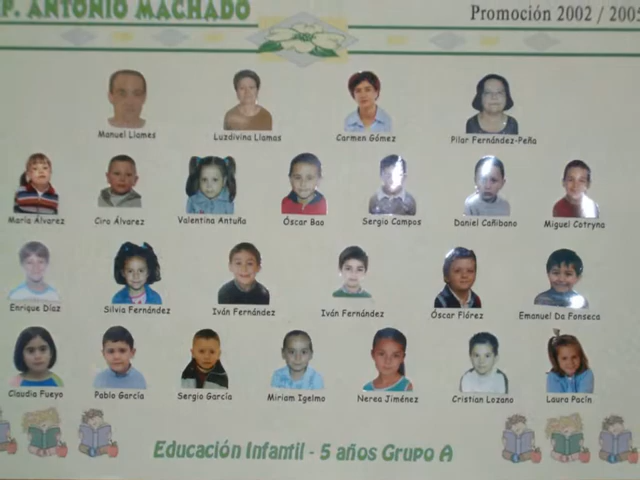 P. ANTONIO MACHADO
Promoción 2002 / 2005
Manuel Llames
Luzdivina Llamas
Carmen Gómez
Pilar Fernández-Peña
María Álvarez
Ciro Álvarez
Valentina Antuña
Óscar Bao
Sergio Campos
Daniel Cañibano
Miguel Cotryna
Enrique Díaz
Silvia Fernández
Iván Fernández
Iván Fernández
Óscar Flórez
Emanuel Da Fonseca
Claudia Fueyo
Pablo García
Sergio García
Miriam Igelmo
Nerea Jiménez
Cristian Lozano
Laura Pacín
Educación Infantil - 5 años Grupo A